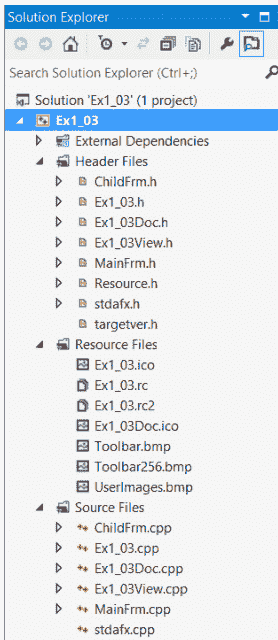 Solution Explorer
Search Solution Explorer (Ctrl+;)
Solution 'Ex1_03' (1 project)
Ex1_03
External Dependencies
Header Files
ChildFrm.h
Ex1_03.h
Ex1_03Doc.h
Ex1_03View.h
MainFrm.h
Resource.h
stdafx.h
targetver.h
Resource Files
Ex1_03.ico
Ex1_03.rc
Ex1_03.rc2
Ex1_03Doc.ico
Toolbar.bmp
Toolbar256.bmp
UserImages.bmp
Source Files
ChildFrm.cpp
Ex1_03.cpp
Ex1_03Doc.cpp
Ex1_03View.cpp
MainFrm.cpp
stdafx.cpp